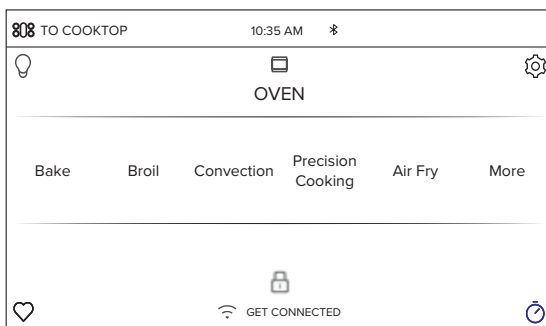 TO COOKTOP 10:35 AM
OVEN
Bake Broil Convection Precision Cooking Air Fry More
GET CONNECTED